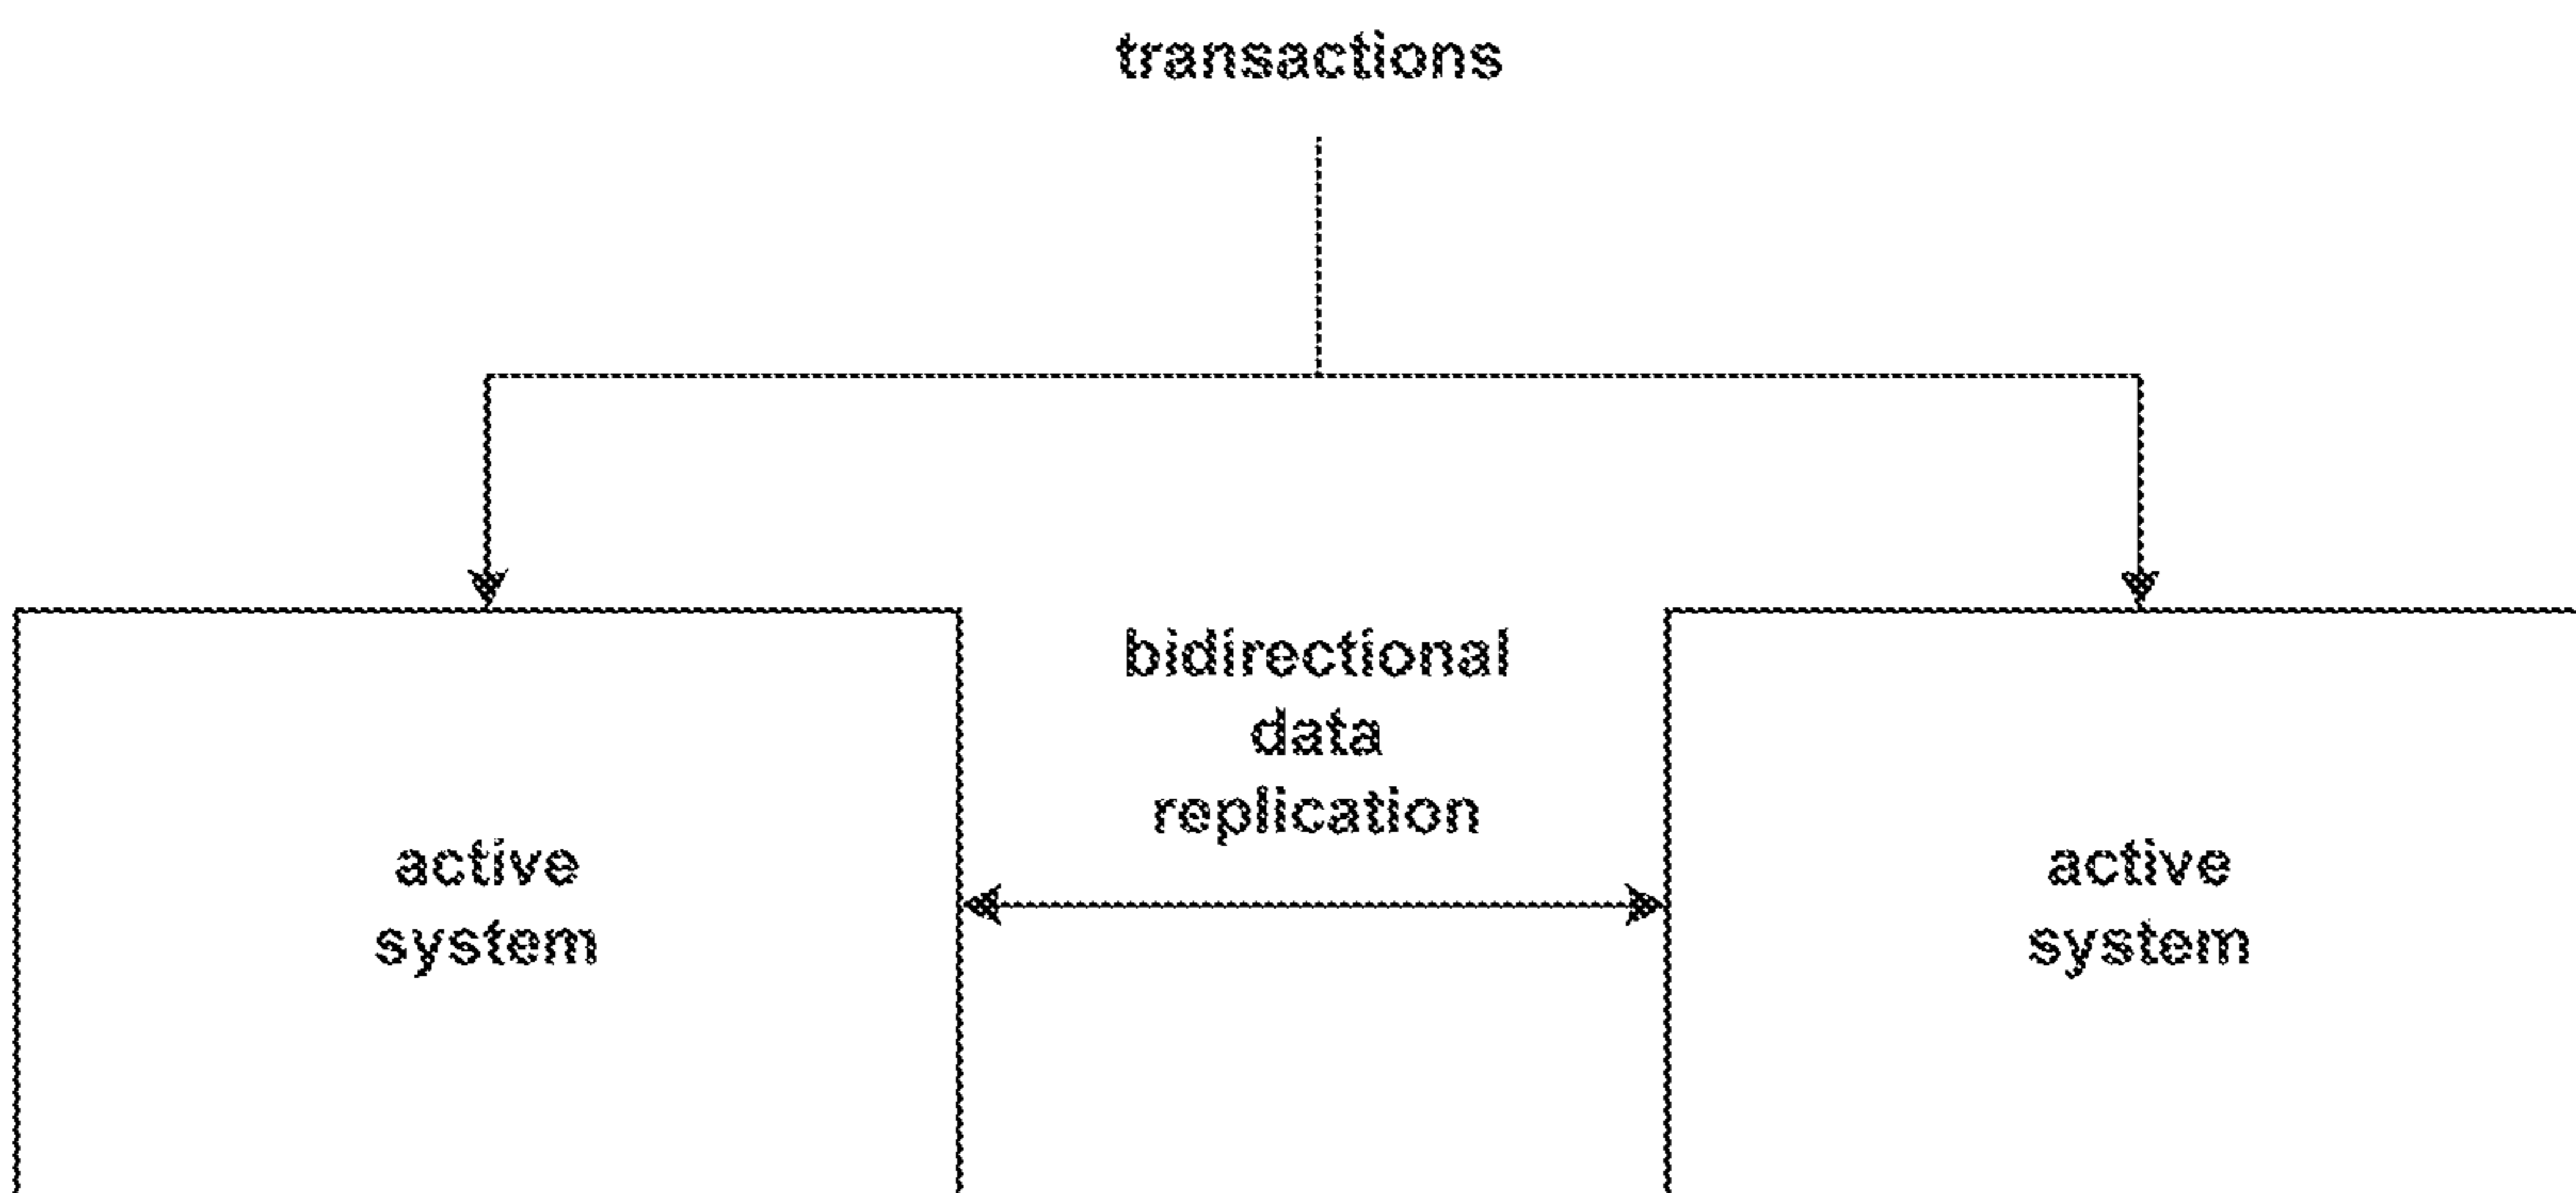 transactions
bidirectional
data
replication
active
system
active
system